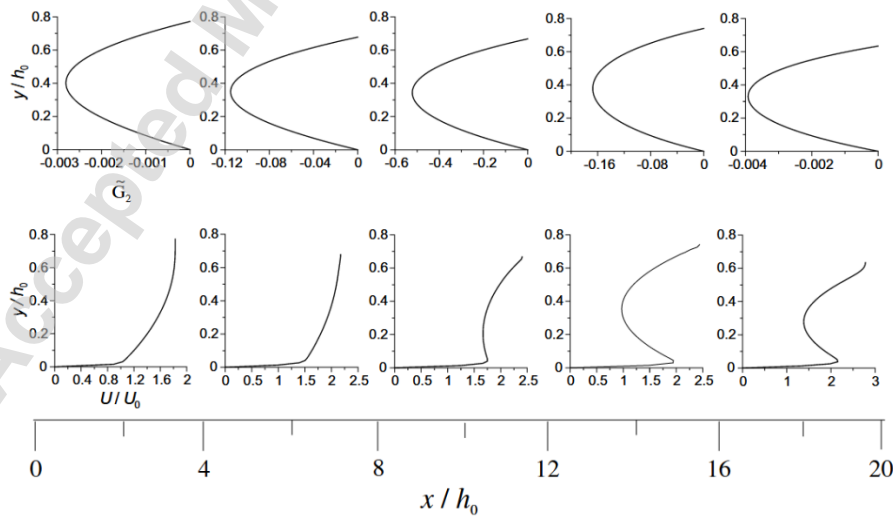 0.8 0.8 0.8 0.8 0.8
0.6 0.6 0.6 0.6 0.6
y / h0 0.4 0.4 0.4 0.4 0.4
0.2 0.2 0.2 0.2 0.2
0 0 0 0 0
-0.003 -0.002 -0.001 0 -0.12 -0.08 -0.04 0 -0.6 -0.4 -0.2 0 -0.16 -0.08 0 -0.004 -0.002 0
G̃2
0.8 0.8 0.8 0.8 0.8
0.6 0.6 0.6 0.6 0.6
y/h0 0.4 0.4 0.4 0.4 0.4
0.2 0.2 0.2 0.2 0.2
0 0 0 0 0
0 0.4 0.8 1.2 1.6 2 0 0.5 1 1.5 2 2.5 0 0.5 1 1.5 2 2.5 0 0.5 1 1.5 2 2.5 0 1 2 3
U / U0
0 4 8 12 16 20
x / h0
Accepted M